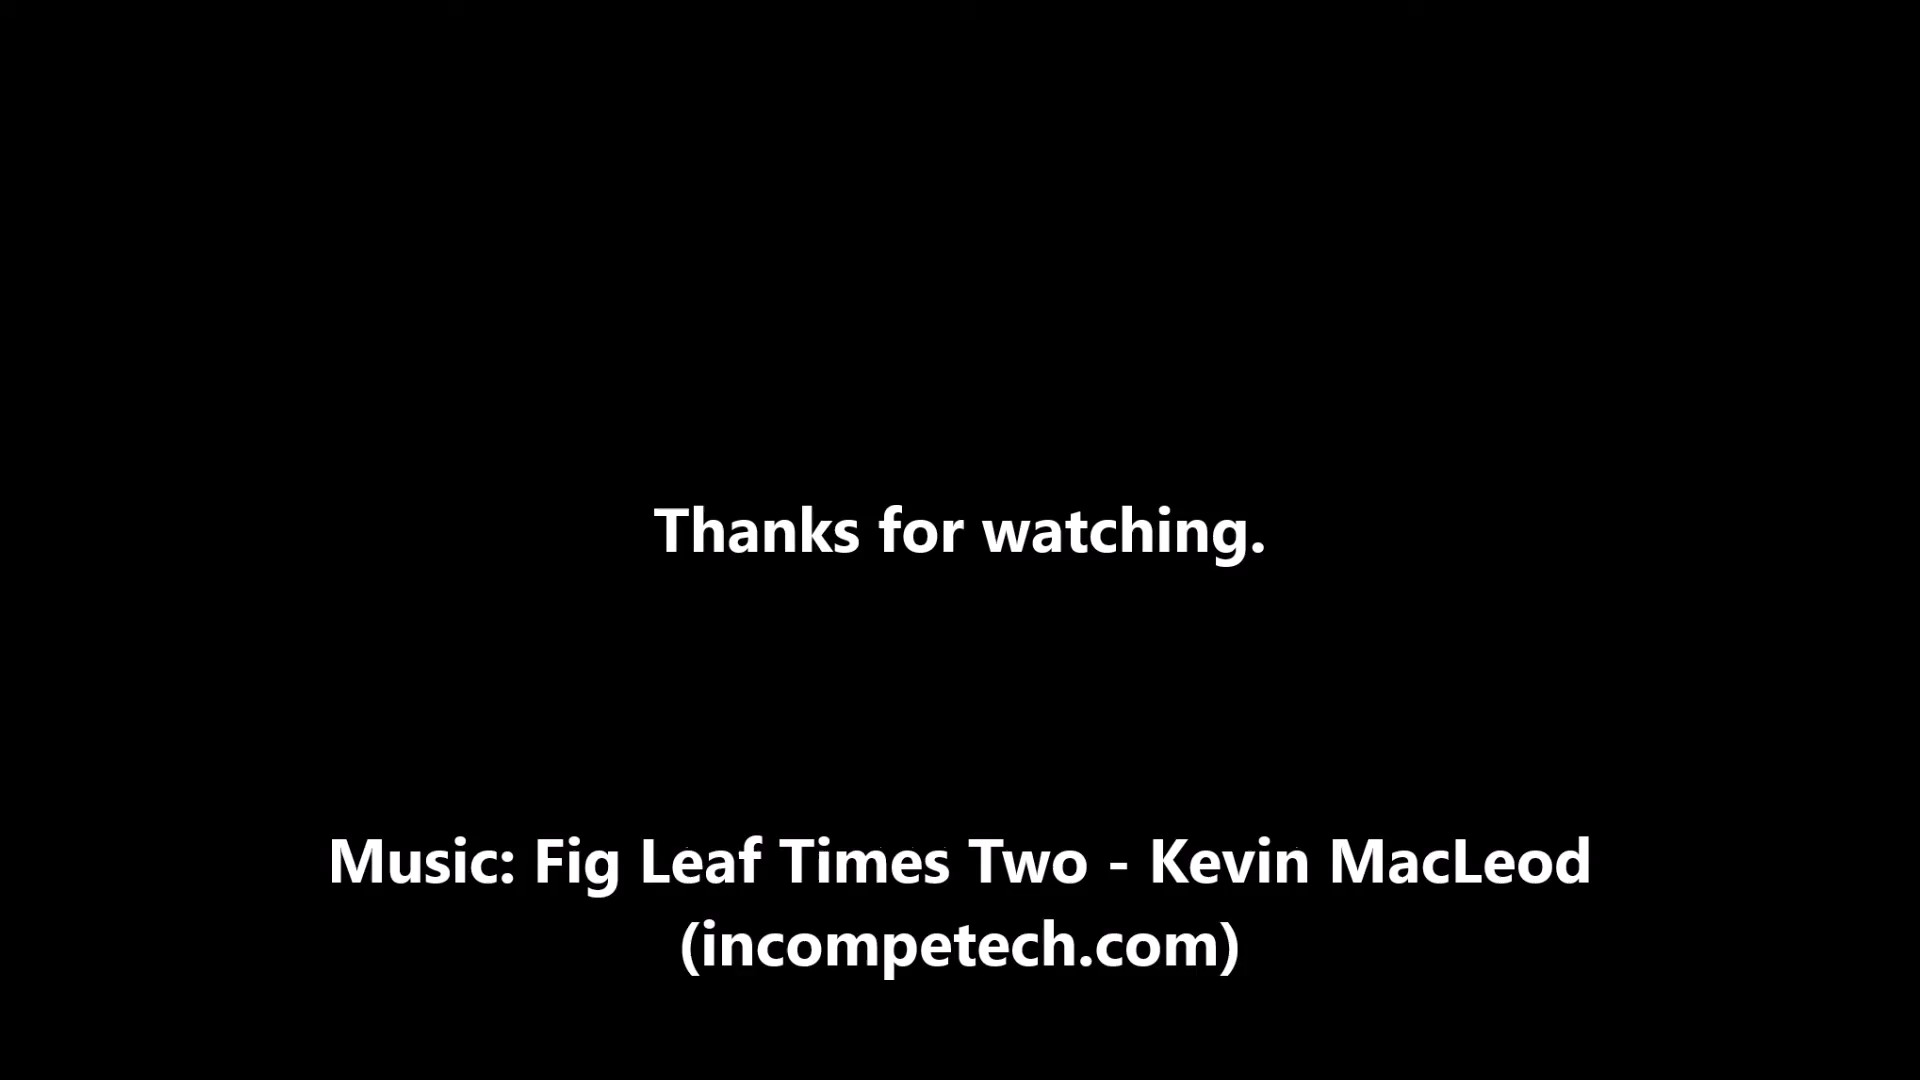 Thanks for watching.
Music: Fig Leaf Times Two - Kevin MacLeod
(incompetech.com)